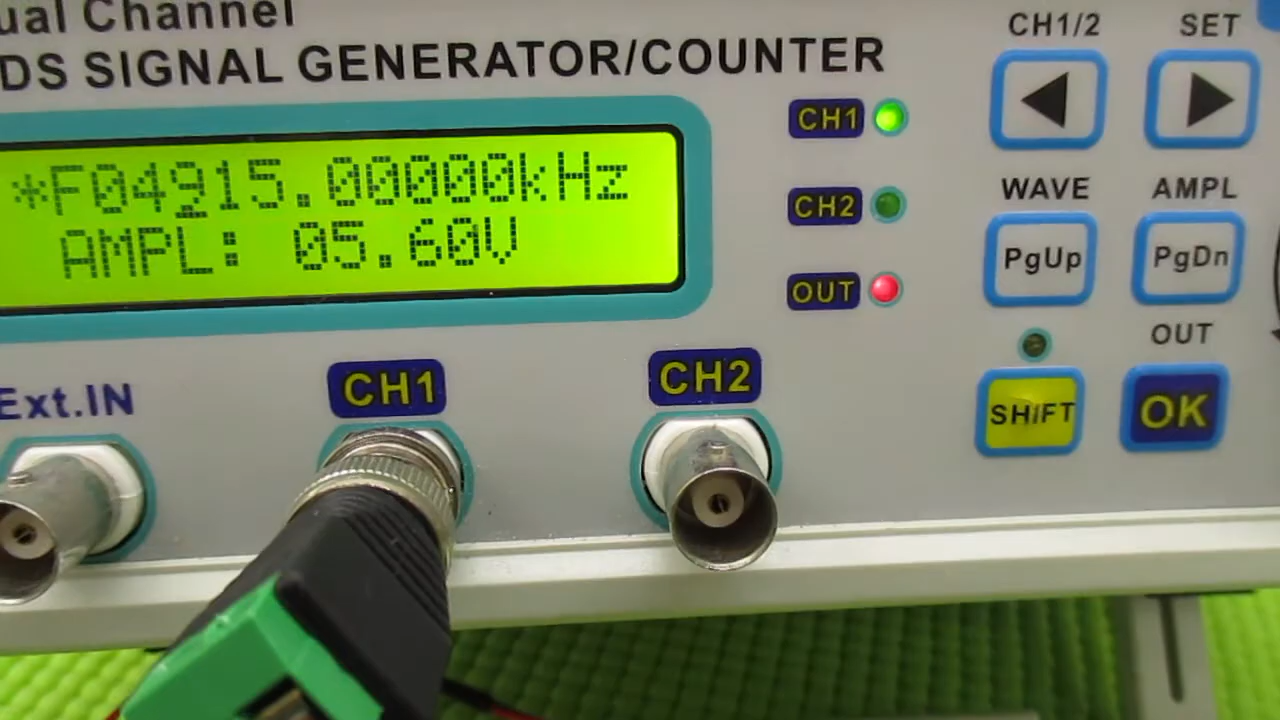 ual Channel
DS SIGNAL GENERATOR/COUNTER
*F04915.00000kHz
AMPL: 05.60V
CH1
CH2
OUT
CH1/2
SET
WAVE
AMPL
PgUp
PgDn
OUT
SHIFT
OK
Ext.IN
CH1
CH2